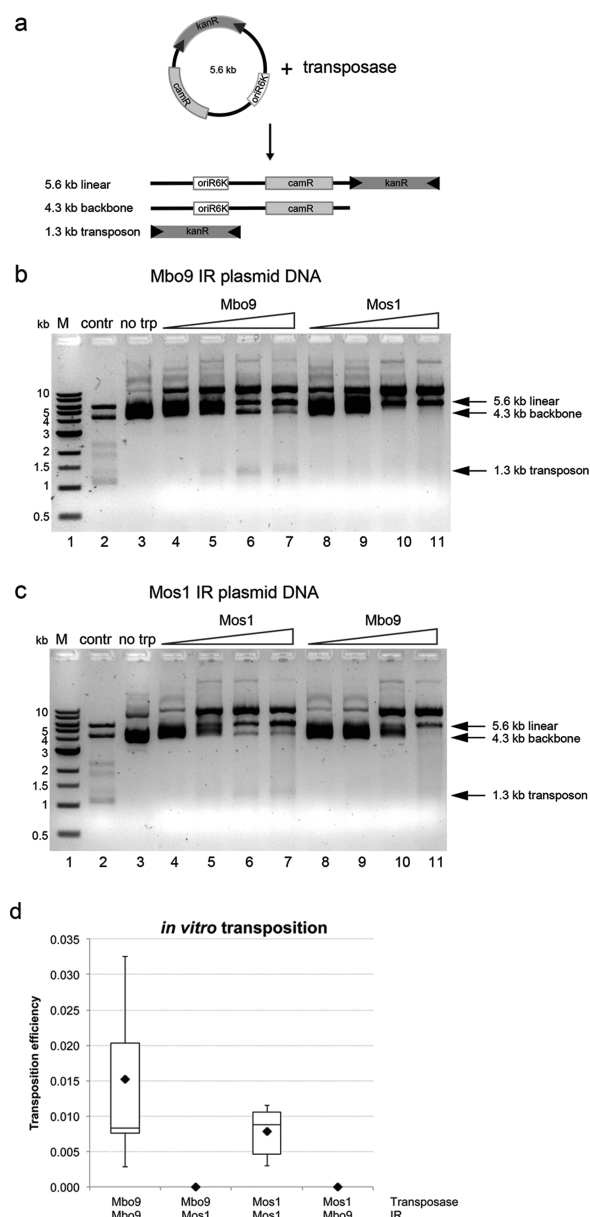 a
kanR
5.6 kb
camR
oriR6K
+ transposase
5.6 kb linear
oriR6K
camR
kanR
4.3 kb backbone
oriR6K
camR
1.3 kb transposon
kanR
b
Mbo9 IR plasmid DNA
Mbo9
Mos1
kb M contr no trp
10
5
4
3
2
1.5
1
0.5
5.6 kb linear
4.3 kb backbone
1.3 kb transposon
1 2 3 4 5 6 7 8 9 10 11
c
Mos1 IR plasmid DNA
Mos1
Mbo9
kb M contr no trp
10
5
4
3
2
1.5
1
0.5
5.6 kb linear
4.3 kb backbone
1.3 kb transposon
1 2 3 4 5 6 7 8 9 10 11
d
in vitro transposition
Transposition efficiency
0.035
0.030
0.025
0.020
0.015
0.010
0.005
0.000
Mbo9 Mbo9 Mos1 Mos1 Transposase
Mbo9 Mos1 Mos1 Mbo9 IR